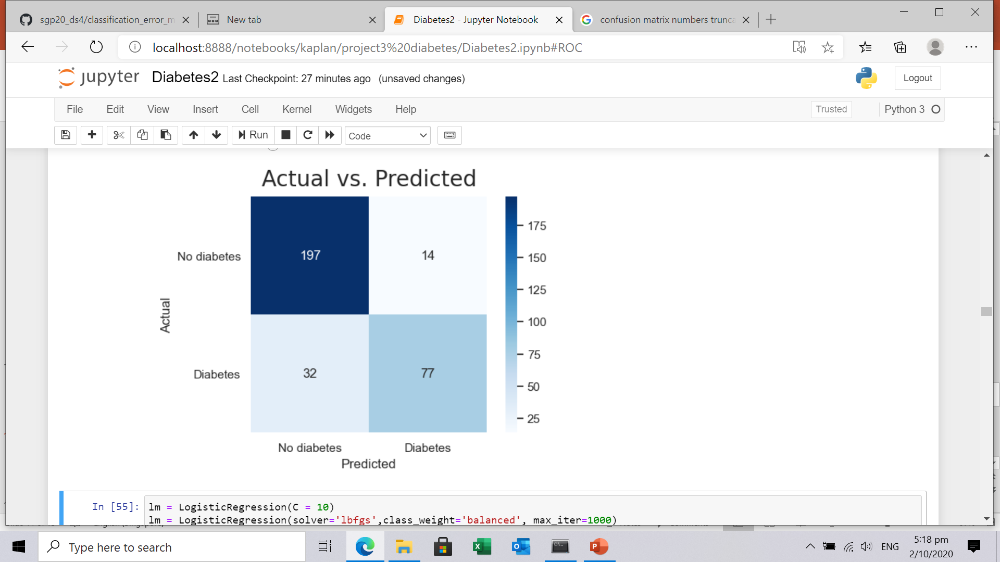 sgp20_ds4/classification_error_m
New tab
Diabetes2 - Jupyter Notebook
confusion matrix numbers trunca
localhost:8888/notebooks/kaplan/project3%20diabetes/Diabetes2.ipynb#ROC
jupyter Diabetes2 Last Checkpoint: 27 minutes ago (unsaved changes)
Logout
File Edit View Insert Cell Kernel Widgets Help
Trusted
Python 3
Run
Code
Actual vs. Predicted
No diabetes 197 14
Diabetes 32 77
Actual
175
150
125
100
75
50
25
No diabetes Diabetes
Predicted
In [55]: lm = LogisticRegression(C = 10)
lm = LogisticRegression(solver='lbfgs',class_weight='balanced', max_iter=1000)
Type here to search
ENG
5:18 pm
2/10/2020